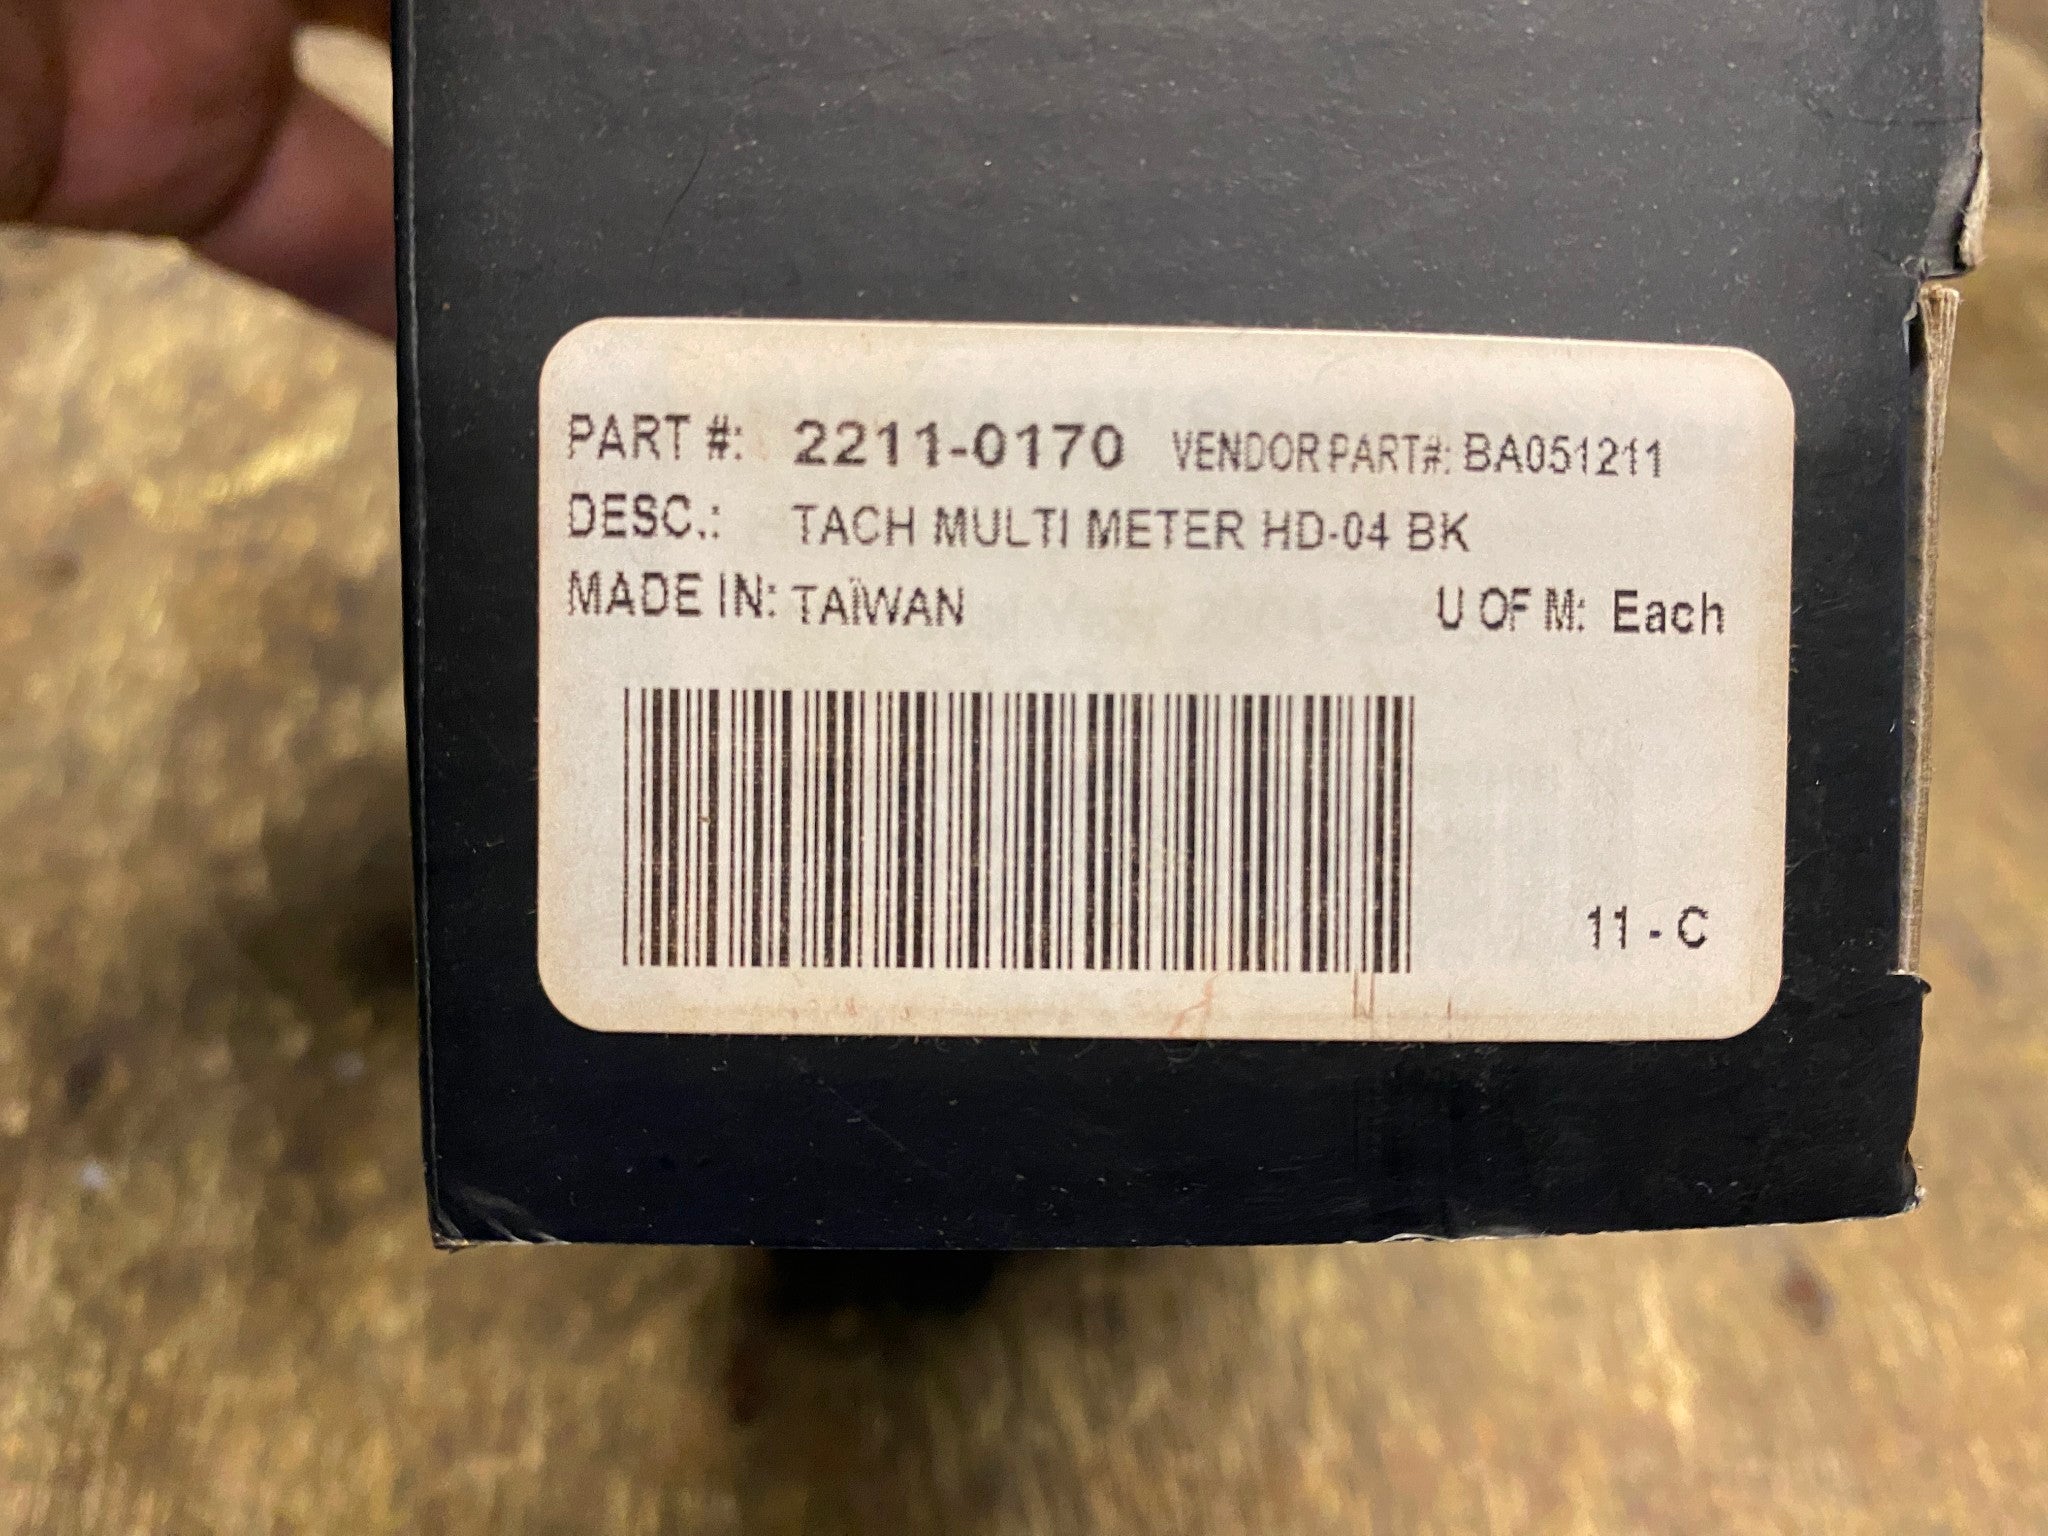 PART #: 2211-0170 VENDOR PART#: BA051211
DESC.: TACH MULTI METER HD-04 BK
MADE IN: TAIWAN U OF M: Each
11 - C